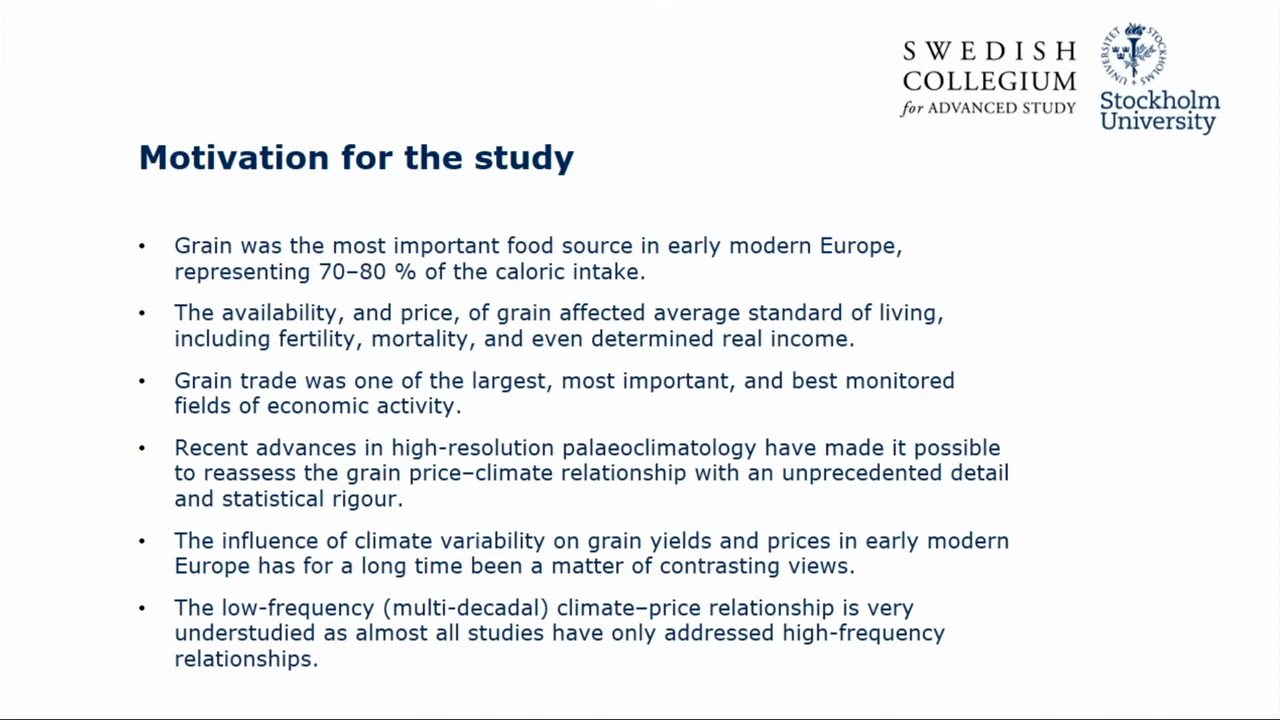 SWEDISH
COLLEGIUM
for ADVANCED STUDY
Stockholm
University
Motivation for the study
• Grain was the most important food source in early modern Europe,
representing 70–80 % of the caloric intake.
• The availability, and price, of grain affected average standard of living,
including fertility, mortality, and even determined real income.
• Grain trade was one of the largest, most important, and best monitored
fields of economic activity.
• Recent advances in high-resolution palaeoclimatology have made it possible
to reassess the grain price–climate relationship with an unprecedented detail
and statistical rigour.
• The influence of climate variability on grain yields and prices in early modern
Europe has for a long time been a matter of contrasting views.
• The low-frequency (multi-decadal) climate–price relationship is very
understudied as almost all studies have only addressed high-frequency
relationships.